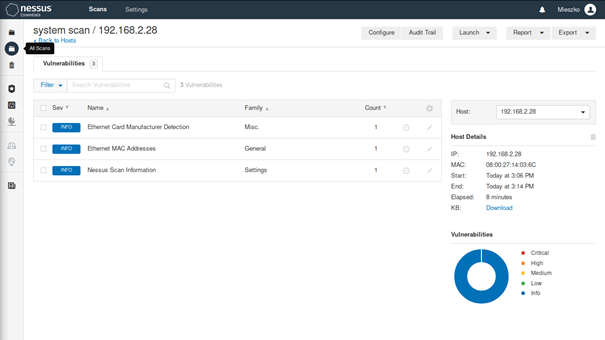 nessus
Essentials
Scans
Settings
Mieszko
system scan / 192.168.2.28
Back to Hosts
All Scans
Configure
Audit Trail
Launch
Report
Export
Vulnerabilities 3
Filter
Search Vulnerabilities
3 Vulnerabilities
Sev
Name
Family
Count
INFO
Ethernet Card Manufacturer Detection
Misc.
1
INFO
Ethernet MAC Addresses
General
1
INFO
Nessus Scan Information
Settings
1
Host:
192.168.2.28
Host Details
IP: 192.168.2.28
MAC: 08:00:27:14:03:6C
Start: Today at 3:06 PM
End: Today at 3:14 PM
Elapsed: 8 minutes
KB: Download
Vulnerabilities
Critical
High
Medium
Low
Info